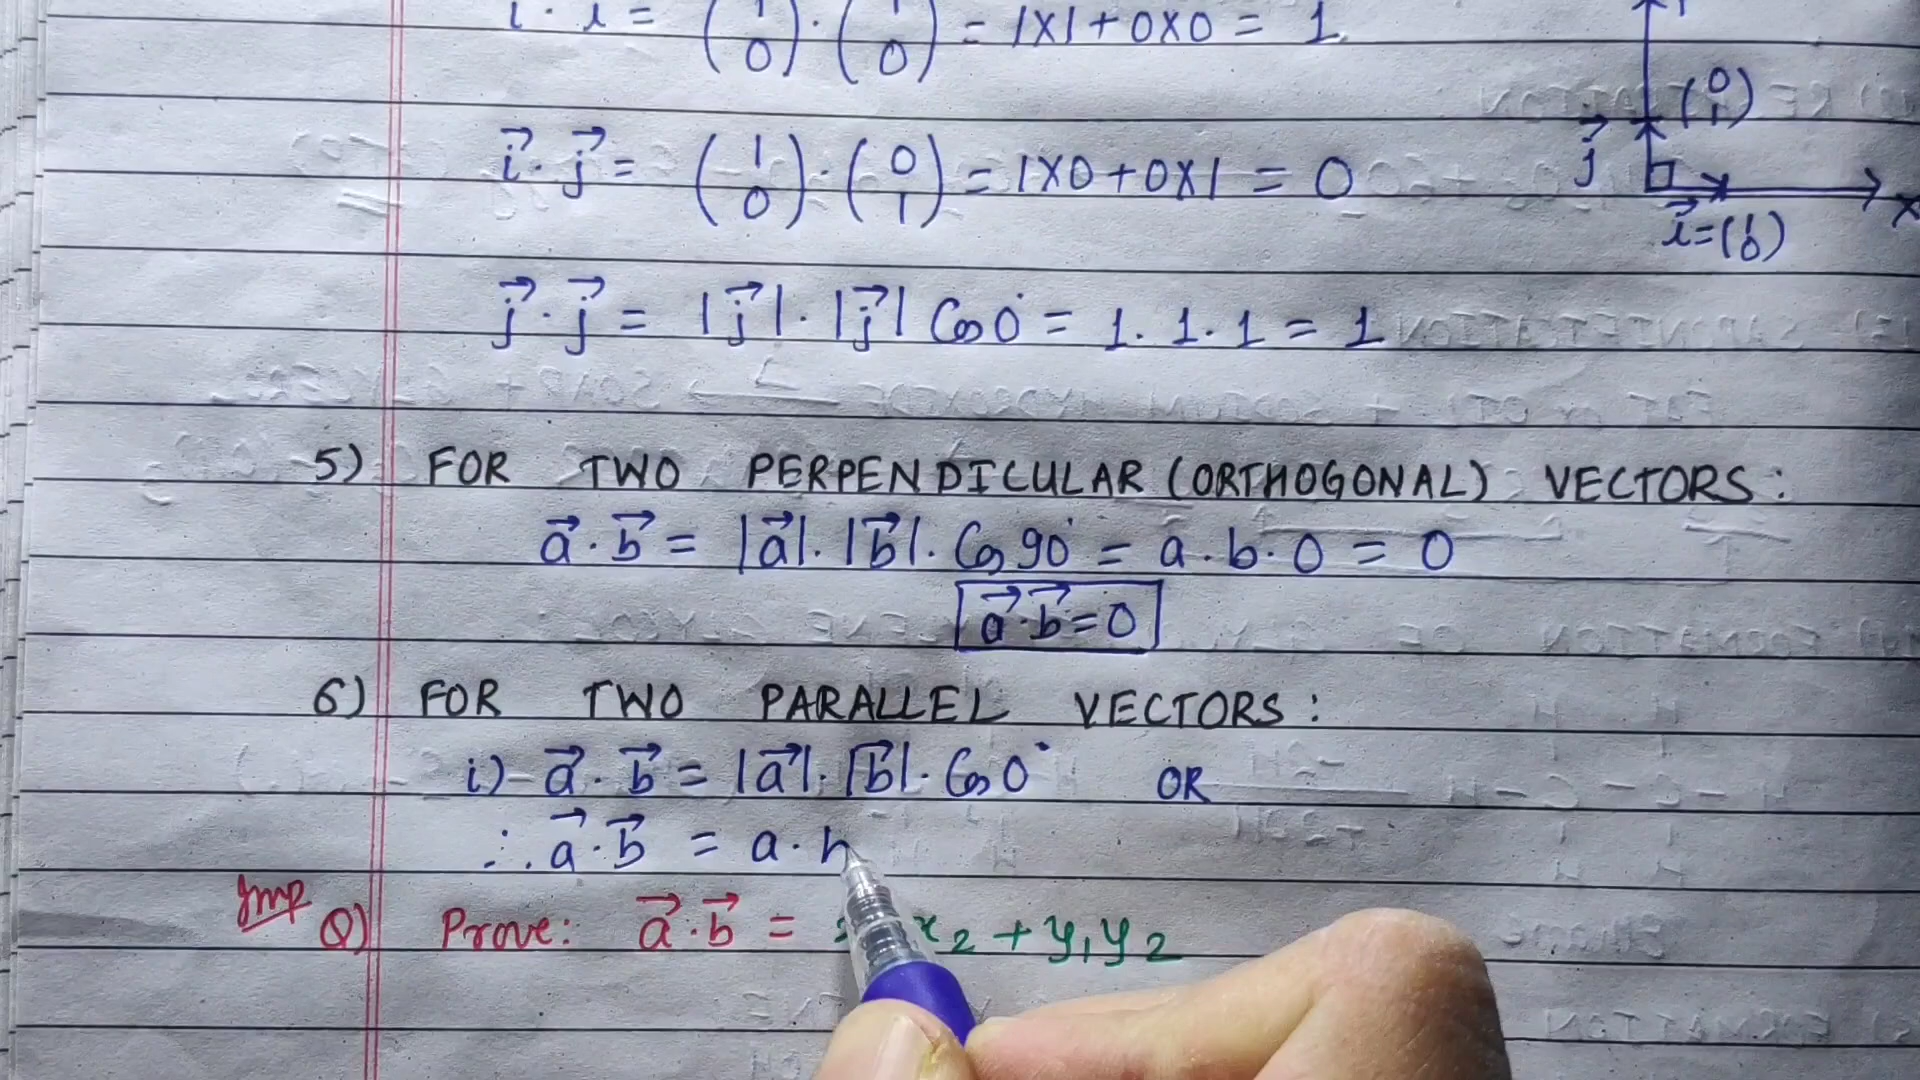 i · i = (1 0) · (1 0) = 1×1 + 0×0 = 1
Y
(0 1)
j⃗
i⃗ · j⃗ = (1 0) · (0 1) = 1×0 + 0×1 = 0
X
i⃗ = (1 0)
j⃗ · j⃗ = |j⃗| · |j⃗| Cos 0° = 1 . 1 . 1 = 1
5) FOR TWO PERPENDICULAR (ORTHOGONAL) VECTORS :
a⃗ · b⃗ = |a⃗| · |b⃗| · Cos 90° = a · b · 0 = 0
a⃗ · b⃗ = 0
6) FOR TWO PARALLEL VECTORS :
i) a⃗ · b⃗ = |a⃗| · |b⃗| · Cos 0° OR
∴ a⃗ · b⃗ = a ·
Imp Q) Prove: a⃗ · b⃗ = x₂ + y₁y₂